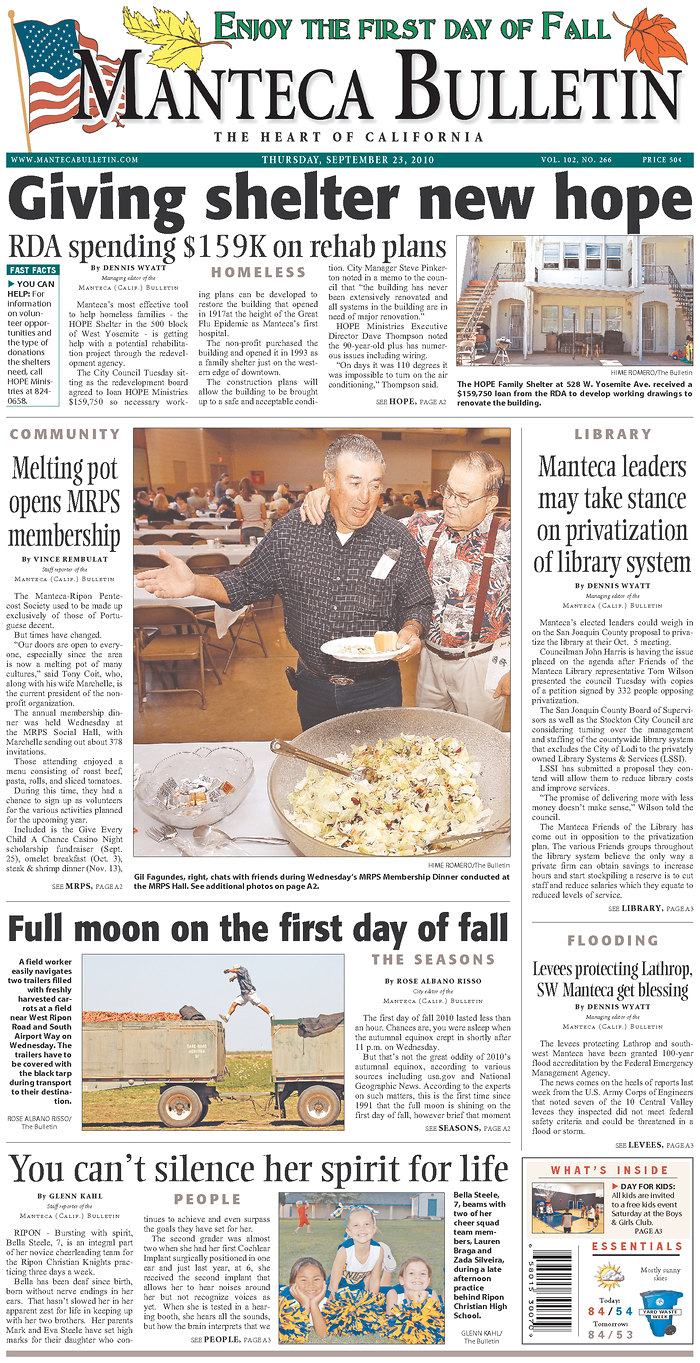 ENJOY THE FIRST DAY OF FALL
MANTECA BULLETIN
THE HEART OF CALIFORNIA
WWW.MANTECABULLETIN.COM
THURSDAY, SEPTEMBER 23, 2010
VOL. 102, NO. 266
PRICE 50¢
Giving shelter new hope
RDA spending $159K on rehab plans
FAST FACTS
▶ YOU CAN
HELP: For
information
on volun-
teer oppor-
tunities and
the type of
donations
the shelters
need, call
HOPE Minis-
tries at 824-
0658.
By DENNIS WYATT
Managing editor of the
MANTECA (CALIF.) BULLETIN
Manteca's most effective tool
to help homeless families - the
HOPE Shelter in the 500 block
of West Yosemite - is getting
help with a potential rehabilita-
tion project through the redevel-
opment agency.
The City Council Tuesday sit-
ting as the redevelopment board
agreed to loan HOPE Ministries
$159,750 so necessary work-
HOMELESS
ing plans can be developed to
restore the building that opened
in 1917at the height of the Great
Flu Epidemic as Manteca's first
hospital.
The non-profit purchased the
building and opened it in 1993 as
a family shelter just on the west-
ern edge of downtown.
The construction plans will
allow the building to be brought
up to a safe and acceptable condi-
tion. City Manager Steve Pinker-
ton noted in a memo to the coun-
cil that "the building has never
been extensively renovated and
all systems in the building are in
need of major renovation."
HOPE Ministries Executive
Director Dave Thompson noted
the 90-year-old plus has numer-
ous issues including wiring.
"On days it was 110 degrees it
was impossible to turn on the air
conditioning," Thompson said.
SEE HOPE, PAGE A2
HIME ROMERO/The Bulletin
The HOPE Family Shelter at 528 W. Yosemite Ave. received a
$159,750 loan from the RDA to develop working drawings to
renovate the building.
COMMUNITY
Melting pot
opens MRPS
membership
By VINCE REMBULAT
Staff reporter of the
MANTECA (CALIF.) BULLETIN
The Manteca-Ripon Pente-
cost Society used to be made up
exclusively of those of Portu-
guese decent.
But times have changed.
"Our doors are open to every-
one, especially since the area
is now a melting pot of many
cultures," said Tony Coit, who,
along with his wife Marchelle, is
the current president of the non-
profit organization.
The annual membership din-
ner was held Wednesday at
the MRPS Social Hall, with
Marchelle sending out about 378
invitations.
Those attending enjoyed a
menu consisting of roast beef,
pasta, rolls, and sliced tomatoes.
During this time, they had a
chance to sign up as volunteers
for the various activities planned
for the upcoming year.
Included is the Give Every
Child A Chance Casino Night
scholarship fundraiser (Sept.
25), omelet breakfast (Oct. 3),
steak & shrimp dinner (Nov. 13),
SEE MRPS, PAGE A2
HIME ROMERO/The Bulletin
Gil Fagundes, right, chats with friends during Wednesday's MRPS Membership Dinner conducted at
the MRPS Hall. See additional photos on page A2.
LIBRARY
Manteca leaders
may take stance
on privatization
of library system
By DENNIS WYATT
Managing editor of the
MANTECA (CALIF.) BULLETIN
Manteca's elected leaders could weigh in
on the San Joaquin County proposal to priva-
tize the library at their Oct. 5 meeting.
Councilman John Harris is having the issue
placed on the agenda after Friends of the
Manteca Library representative Tom Wilson
presented the council Tuesday with copies
of a petition signed by 332 people opposing
privatization.
The San Joaquin County Board of Supervi-
sors as well as the Stockton City Council are
considering turning over the management
and staffing of the countywide library system
that excludes the City of Lodi to the privately
owned Library Systems & Services (LSSI).
LSSI has submitted a proposal they con-
tend will allow them to reduce library costs
and improve services.
"The promise of delivering more with less
money doesn't make sense," Wilson told the
council.
The Manteca Friends of the Library has
come out in opposition to the privatization
plan. The various Friends groups throughout
the library system believe the only way a
private firm can obtain savings to increase
hours and start stockpiling a reserve is to cut
staff and reduce salaries which they equate to
reduced levels of service.
SEE LIBRARY, PAGE A3
Full moon on the first day of fall
A field worker
easily navigates
two trailers filled
with freshly
harvested car-
rots at a field
near West Ripon
Road and South
Airport Way on
Wednesday. The
trailers have to
be covered with
the black tarp
during transport
to their destina-
tion.
ROSE ALBANO RISSO/
The Bulletin
THE SEASONS
By ROSE ALBANO RISSO
City editor of the
MANTECA (CALIF.) BULLETIN
The first day of fall 2010 lasted less than
an hour. Chances are, you were asleep when
the autumnal equinox crept in shortly after
11 p.m. on Wednesday.
But that's not the great oddity of 2010's
autumnal equinox, according to various
sources including usa.gov and National
Geographic News. According to the experts
on such matters, this is the first time since
1991 that the full moon is shining on the
first day of fall, however brief that moment
SEE SEASONS, PAGE A2
FLOODING
Levees protecting Lathrop,
SW Manteca get blessing
By DENNIS WYATT
Managing editor of the
MANTECA (CALIF.) BULLETIN
The levees protecting Lathrop and south-
west Manteca have been granted 100-year
flood accreditation by the Federal Emergency
Management Agency.
The news comes on the heels of reports last
week from the U.S. Army Corps of Engineers
that noted seven of the 10 Central Valley
levees they inspected did not meet federal
safety criteria and could be threatened in a
flood or storm.
SEE LEVEES, PAGE A3
You can't silence her spirit for life
By GLENN KAHL
Staff reporter of the
MANTECA (CALIF.) BULLETIN
RIPON - Bursting with spirit,
Bella Steele, 7, is an integral part
of her novice cheerleading team for
the Ripon Christian Knights prac-
ticing three days a week.
Bella has been deaf since birth,
born without nerve endings in her
ears. That hasn't slowed her in her
apparent zest for life in keeping up
with her two brothers. Her parents
Mark and Eva Steele have set high
marks for their daughter who con-
PEOPLE
tinues to achieve and even surpass
the goals they have set for her.
The second grader was almost
two when she had her first Cochlear
Implant surgically positioned in one
ear and just last year, at 6, she
received the second implant that
allows her to hear noises around
her but not recognize voices as
yet. When she is tested in a hear-
ing booth, she hears all the sounds,
but how the brain interprets that we
SEE PEOPLE, PAGE A3
Bella Steele,
7, beams with
two of her
cheer squad
team mem-
bers, Lauren
Braga and
Zada Silveira,
during a late
afternoon
practice
behind Ripon
Christian High
School.
GLENN KAHL/
The Bulletin
WHAT'S INSIDE
▶ DAY FOR KIDS:
All kids are invited
to a free kids event
Saturday at the Boys
& Girls Club.
PAGE A3
ESSENTIALS
Mostly sunny
skies
Today:
84/54
Tomorrow:
84/53
YARD WASTE
WEEK